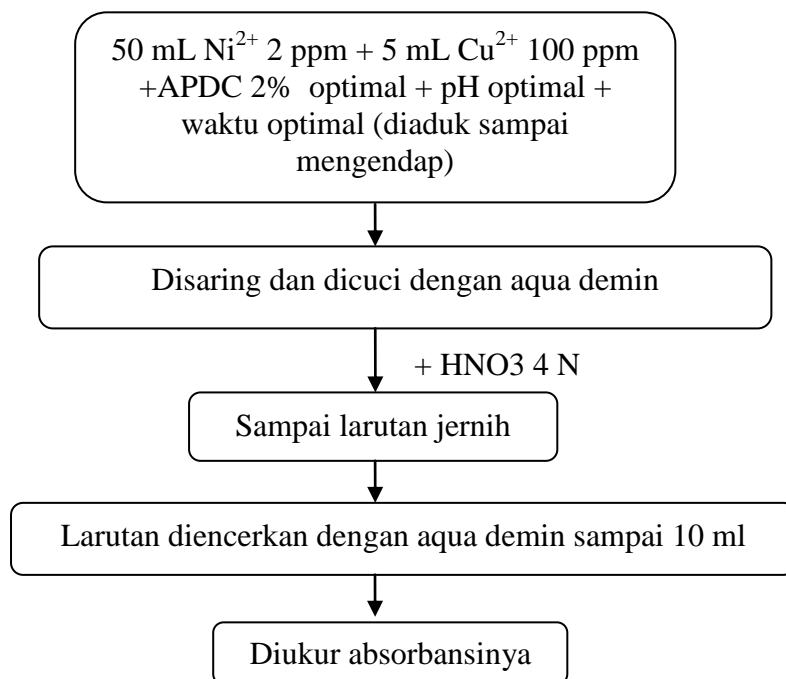 50 mL Ni²⁺ 2 ppm + 5 mL Cu²⁺ 100 ppm
+APDC 2% optimal + pH optimal +
waktu optimal (diaduk sampai
mengendap)
Disaring dan dicuci dengan aqua demin
+ HNO3 4 N
Sampai larutan jernih
Larutan diencerkan dengan aqua demin sampai 10 ml
Diukur absorbansinya